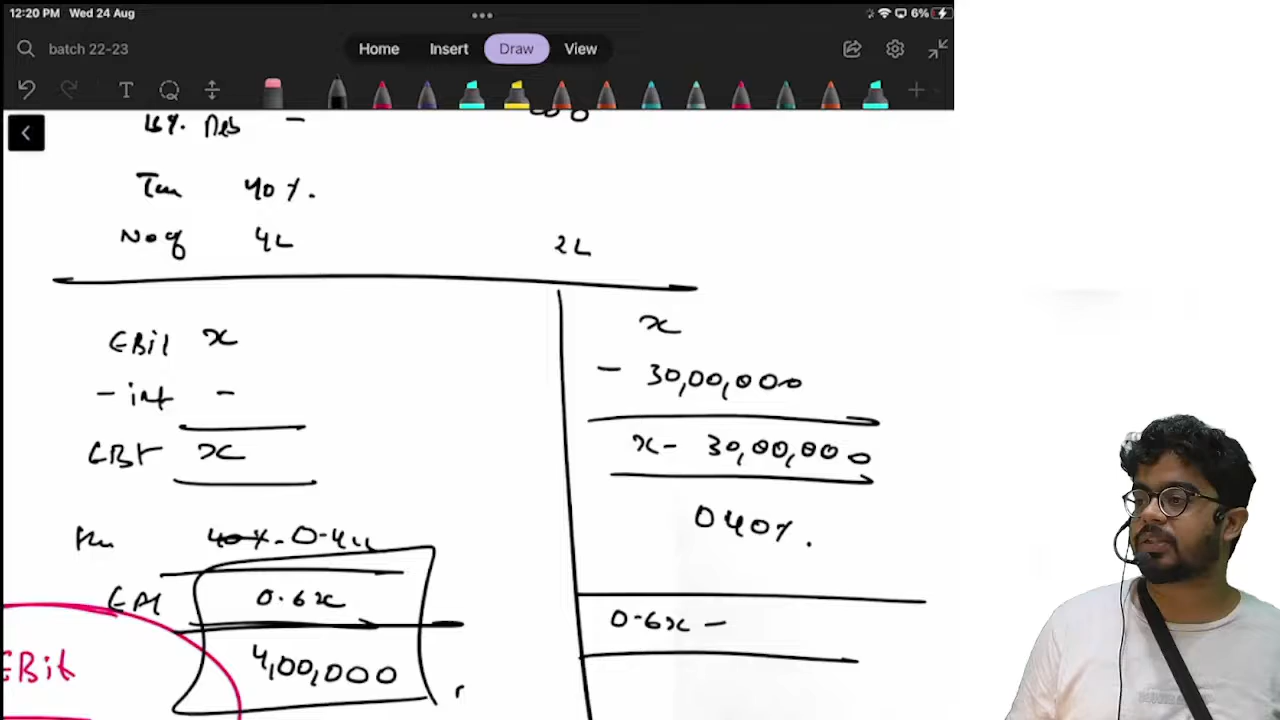 12:20 PM Wed 24 Aug 6%
batch 22-23 Home Insert Draw View
T
15% Deb -
Tax 40%.
No of 4L 2L
EBit x x
- int - - 30,00,000
EBT x x- 30,00,000
40%. 0.4x 040%.
EAT 0.6x 0.6x -
4,00,000
EBit